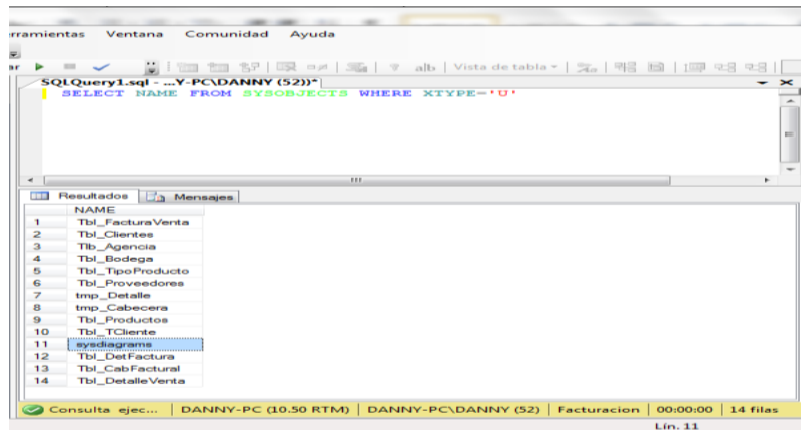 rramientas Ventana Comunidad Ayuda
ar Vista de tabla
SQLQuery1.sql - ...Y-PC\DANNY (52))*
SELECT NAME FROM SYSOBJECTS WHERE XTYPE='U'
Resultados Mensajes
NAME
1 Tbl_FacturaVenta
2 Tbl_Clientes
3 Tlb_Agencia
4 Tbl_Bodega
5 Tbl_TipoProducto
6 Tbl_Proveedores
7 tmp_Detalle
8 tmp_Cabecera
9 Tbl_Productos
10 Tbl_TCliente
11 sysdiagrams
12 Tbl_DetFactura
13 Tbl_CabFactural
14 Tbl_DetalleVenta
Consulta ejec... DANNY-PC (10.50 RTM) DANNY-PC\DANNY (52) Facturacion 00:00:00 14 filas
Lín. 11